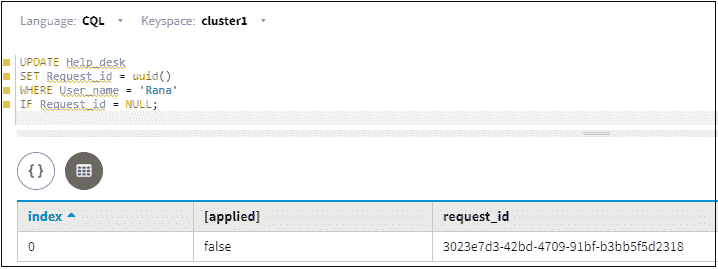 Language: CQL Keyspace: cluster1
UPDATE Help_desk
SET Request_id = uuid()
WHERE User_name = 'Rana'
IF Request_id = NULL;
{ }
index [applied] request_id
0 false 3023e7d3-42bd-4709-91bf-b3bb5f5d2318